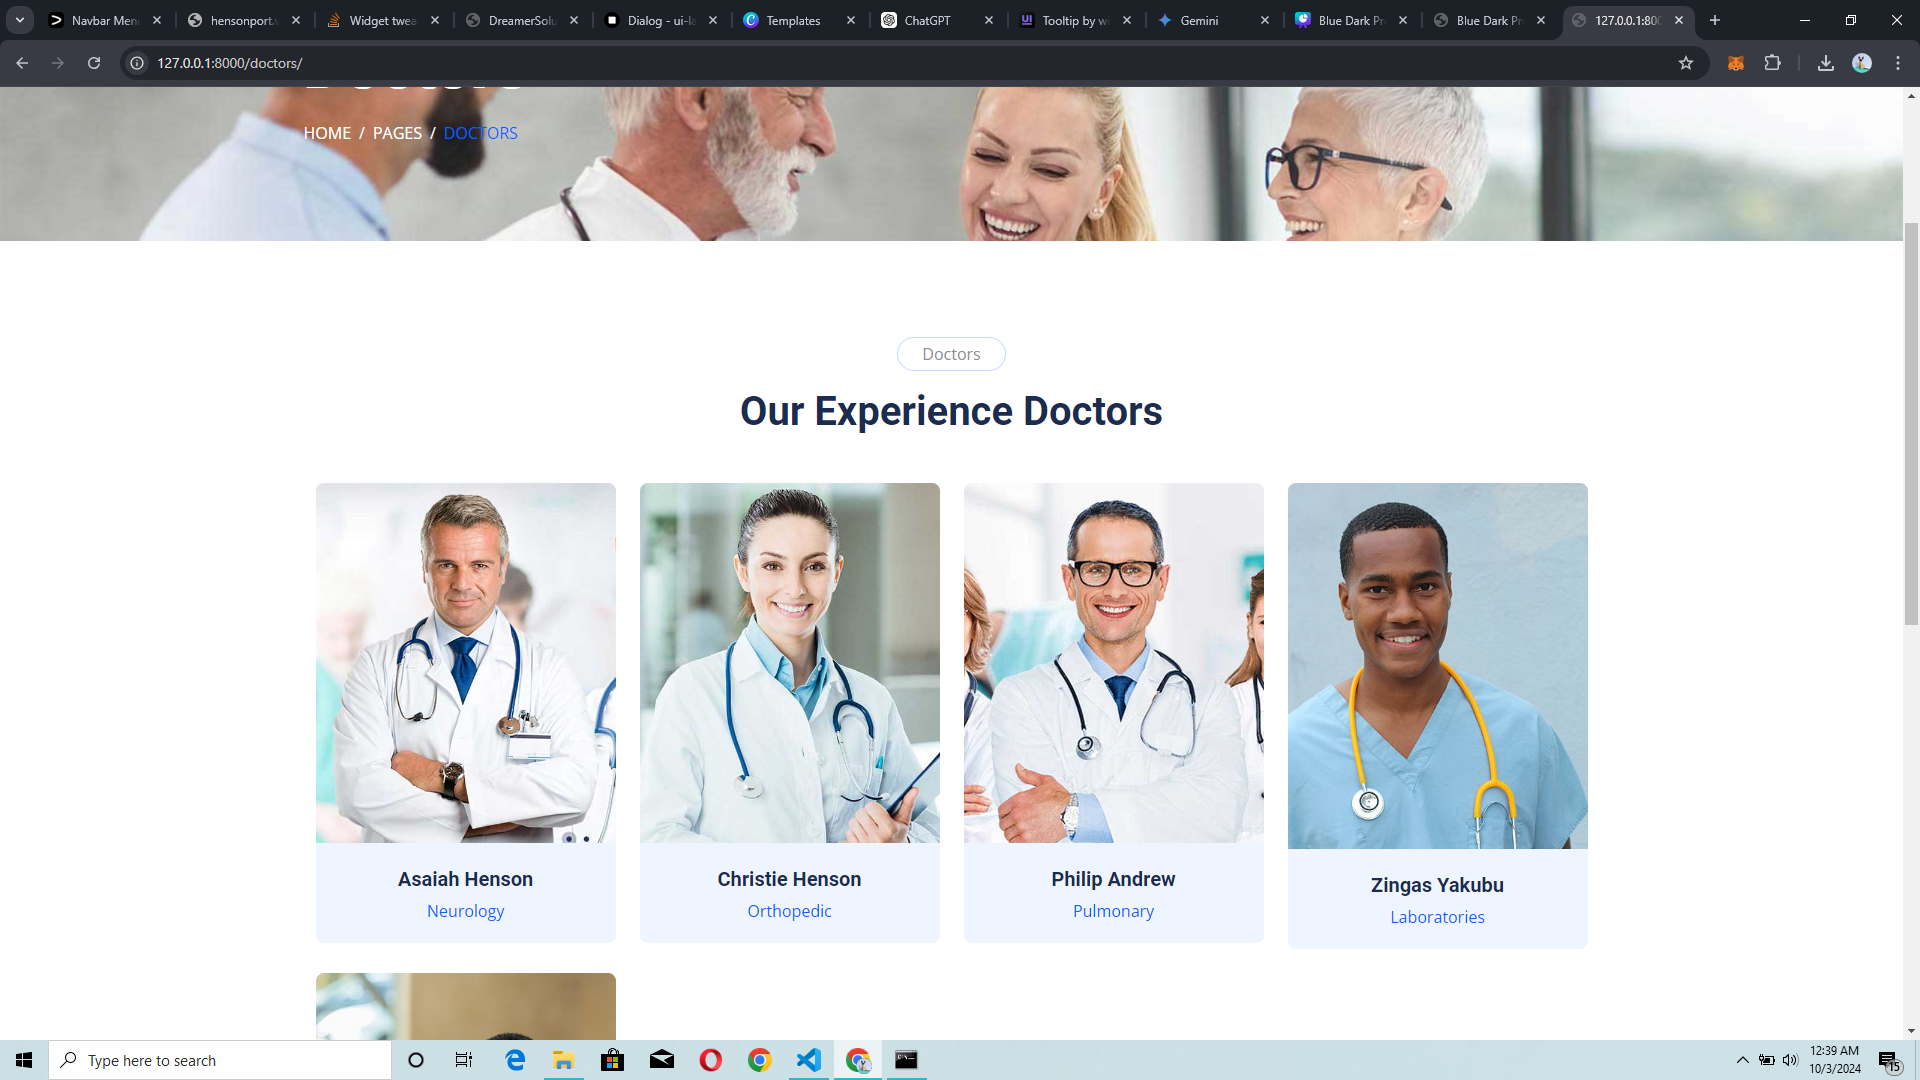 Navbar Men
hensonport.v
Widget twea
DreamerSolu
Dialog - ui-la
Templates
ChatGPT
Tooltip by wi
Gemini
Blue Dark Pr
Blue Dark Pr
127.0.0.1:800
127.0.0.1:8000/doctors/
HOME / PAGES / DOCTORS
Doctors
Our Experience Doctors
Asaiah Henson
Neurology
Christie Henson
Orthopedic
Philip Andrew
Pulmonary
Zingas Yakubu
Laboratories
Type here to search
12:39 AM
10/3/2024
15